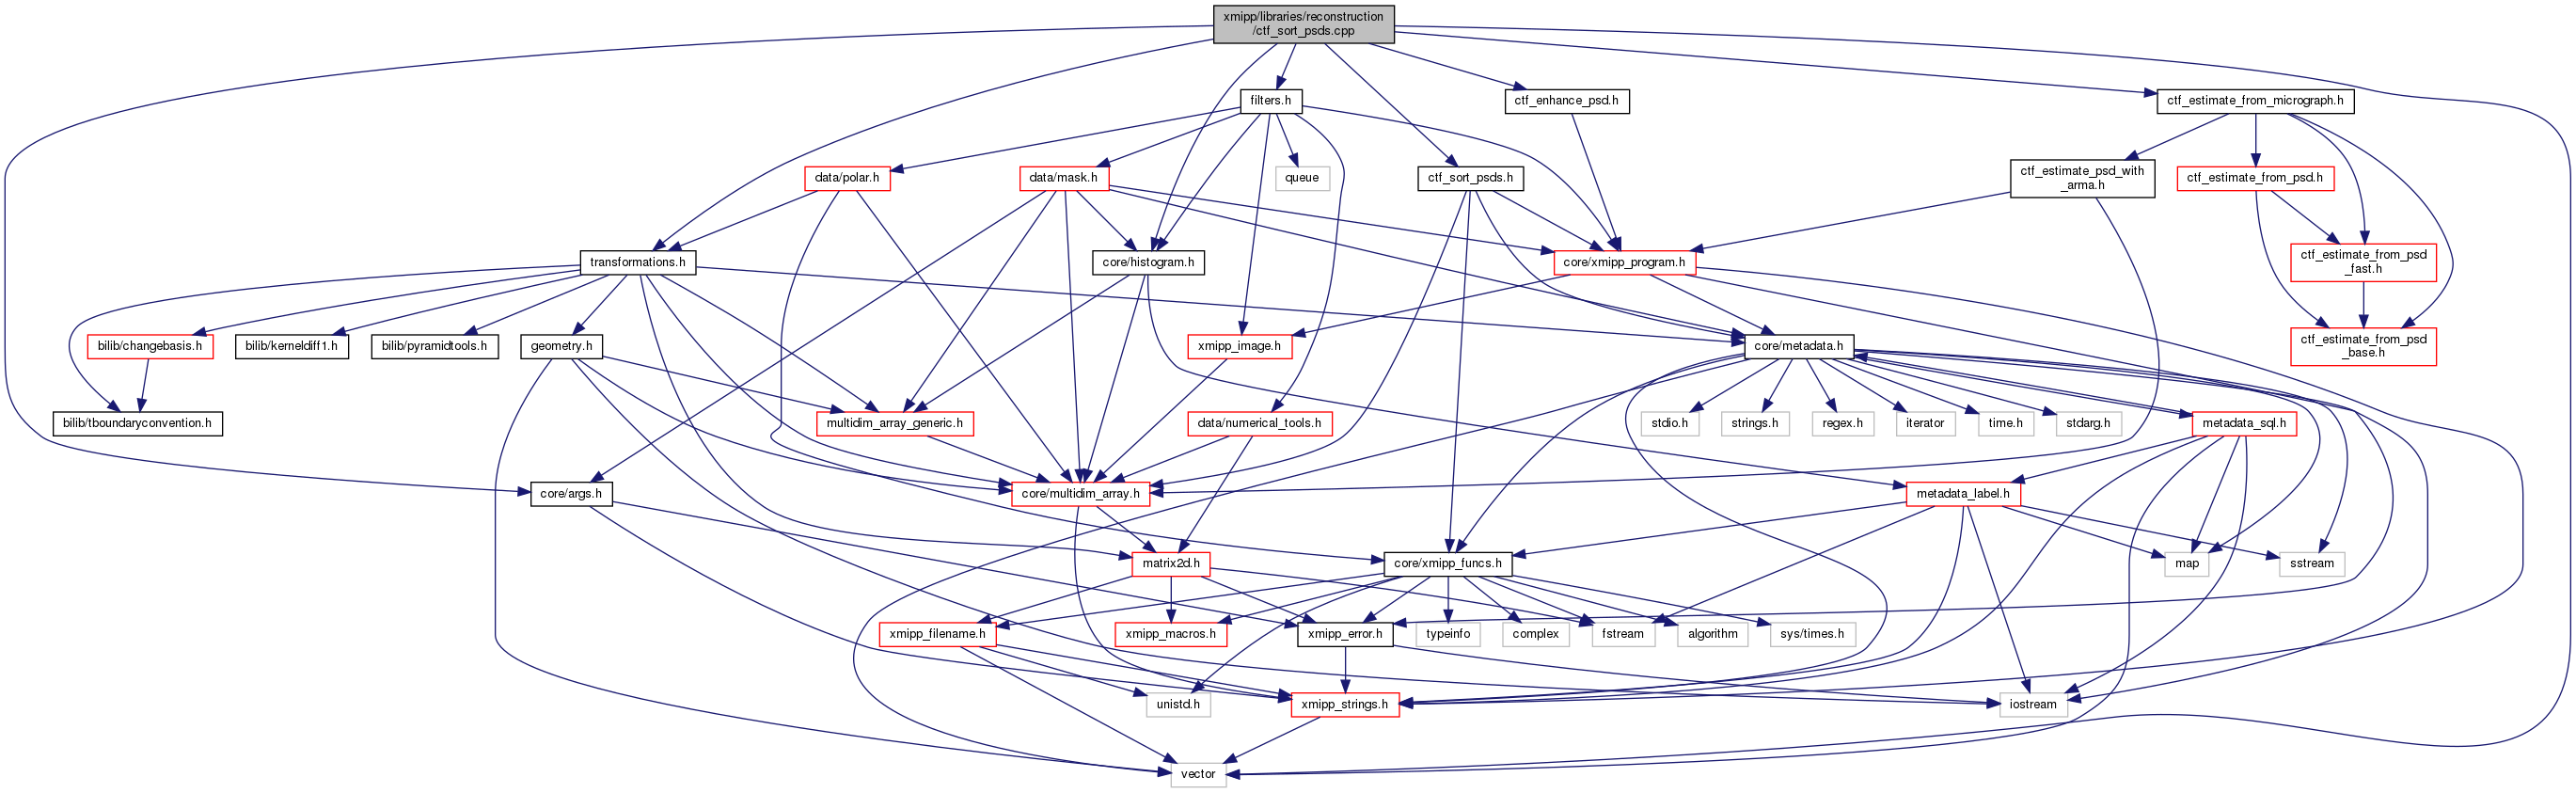 xmipp/libraries/reconstruction
/ctf_sort_psds.cpp
filters.h
ctf_enhance_psd.h
ctf_estimate_from_micrograph.h
data/polar.h
data/mask.h
queue
ctf_sort_psds.h
ctf_estimate_psd_with
_arma.h
ctf_estimate_from_psd.h
transformations.h
core/histogram.h
core/xmipp_program.h
ctf_estimate_from_psd
_fast.h
bilib/changebasis.h
bilib/kerneldiff1.h
bilib/pyramidtools.h
geometry.h
xmipp_image.h
core/metadata.h
ctf_estimate_from_psd
_base.h
bilib/tboundaryconvention.h
multidim_array_generic.h
data/numerical_tools.h
stdio.h
strings.h
regex.h
iterator
time.h
stdarg.h
metadata_sql.h
core/args.h
core/multidim_array.h
metadata_label.h
matrix2d.h
core/xmipp_funcs.h
map
sstream
xmipp_filename.h
xmipp_macros.h
xmipp_error.h
typeinfo
complex
fstream
algorithm
sys/times.h
unistd.h
xmipp_strings.h
iostream
vector